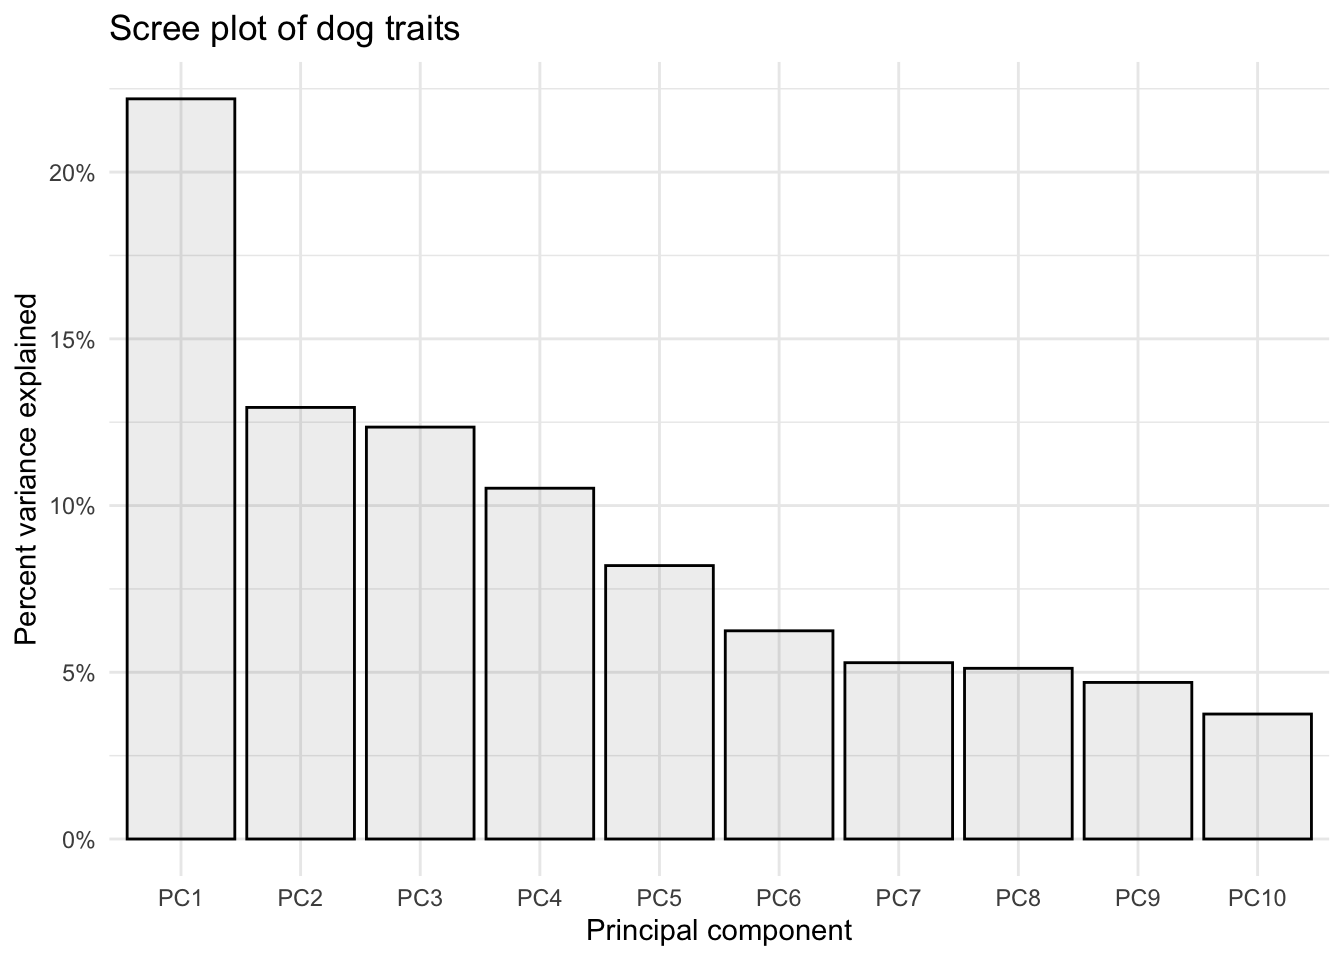 Scree plot of dog traits
Percent variance explained
20%
15%
10%
5%
0%
PC1 PC2 PC3 PC4 PC5 PC6 PC7 PC8 PC9 PC10
Principal component